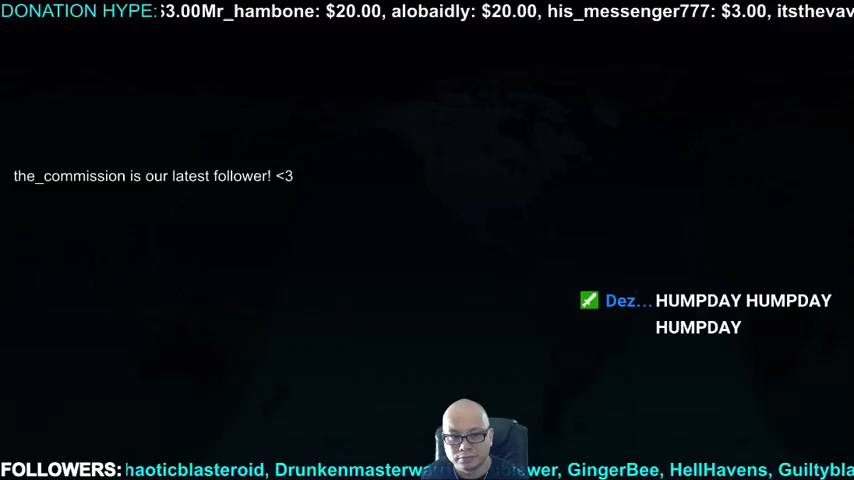 DONATION HYPE: $3.00Mr_hambone: $20.00, alobaidly: $20.00, his_messenger777: $3.00, itsthevav
the_commission is our latest follower! <3
Dez... HUMPDAY HUMPDAY
HUMPDAY
FOLLOWERS: haoticblasteroid, Drunkenmasterwa wer, GingerBee, HellHavens, Guiltybla